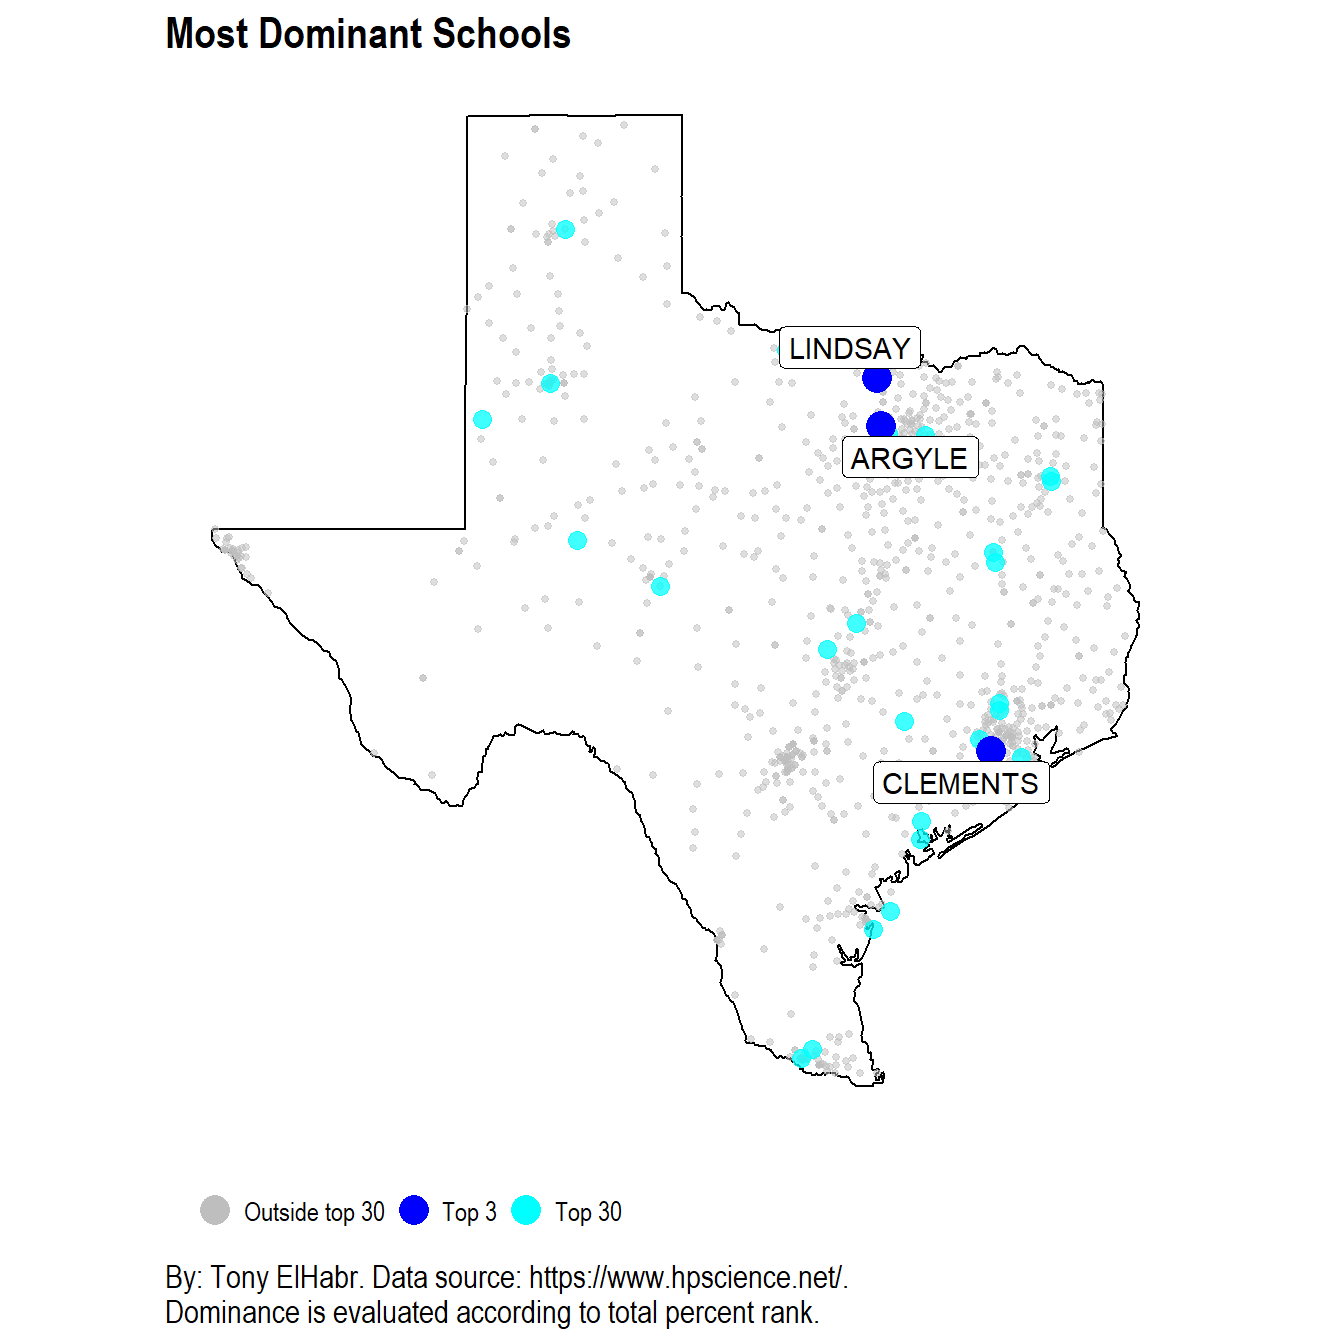 Most Dominant Schools
LINDSAY
ARGYLE
CLEMENTS
Outside top 30
Top 3
Top 30
By: Tony ElHabr. Data source: https://www.hpscience.net/.
Dominance is evaluated according to total percent rank.